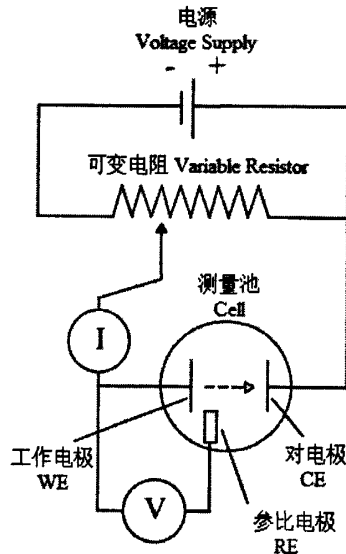 电源
Voltage Supply
- +
可变电阻 Variable Resistor
测量池
Cell
I
工作电极
WE
对电极
CE
V
参比电极
RE